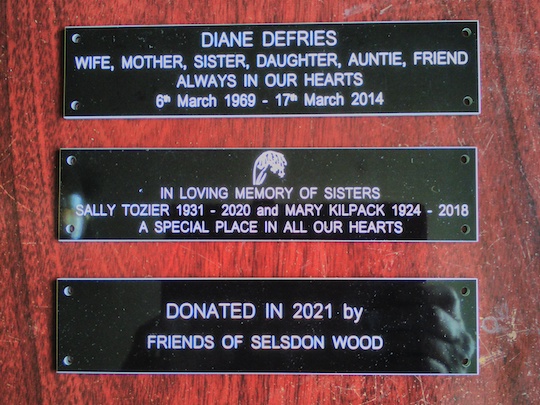 DIANE DEFRIES
WIFE, MOTHER, SISTER, DAUGHTER, AUNTIE, FRIEND
ALWAYS IN OUR HEARTS
6th March 1969 - 17th March 2014
IN LOVING MEMORY OF SISTERS
SALLY TOZIER 1931 - 2020 and MARY KILPACK 1924 - 2018
A SPECIAL PLACE IN ALL OUR HEARTS
DONATED IN 2021 by
FRIENDS OF SELSDON WOOD